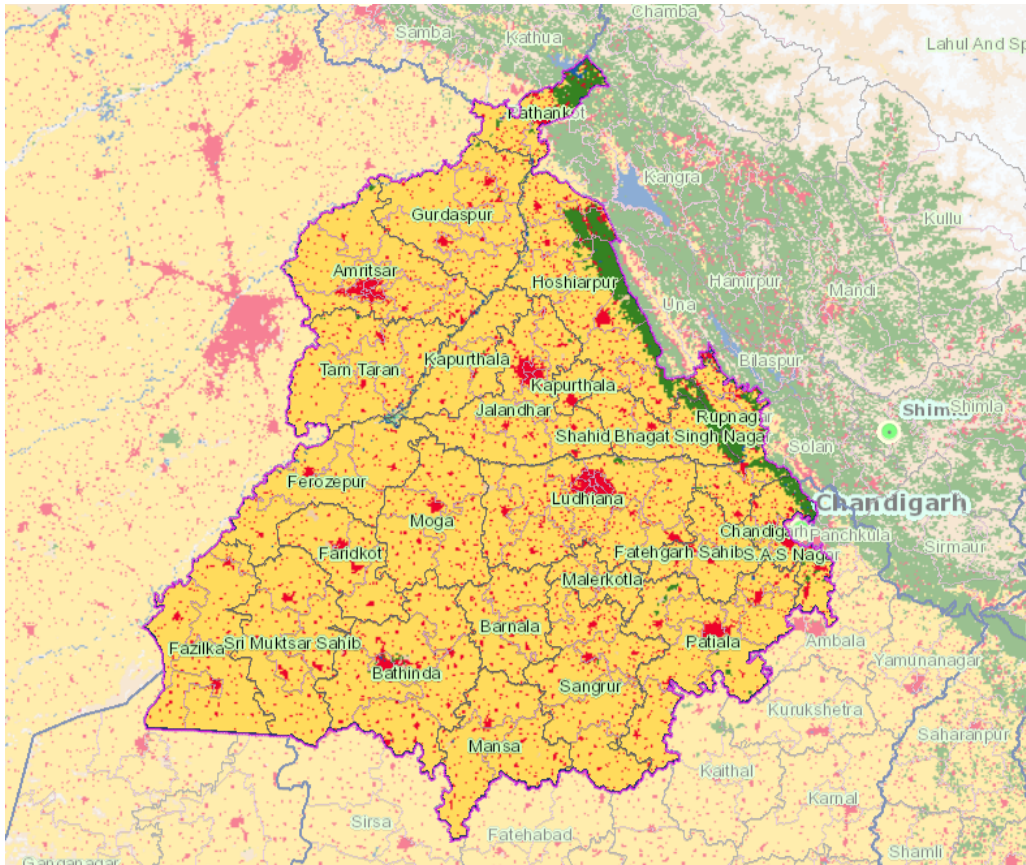 Chamba
Samba
Kathua
Lahul And Sp
Pathankot
Kangra
Gurdaspur
Kullu
Amritsar
Hoshiarpur
Hamirpur
Mandi
Una
Kapurthala
Tarn Taran
Kapurthala
Bilaspur
Jalandhar
Rupnagar
Shim...
Shimla
Shahid Bhagat Singh Naga
Solan
Ferozepur
Ludhiana
Chandigarh
Moga
Chandigarh
Panchkula
Faridkot
Fatehgarh Sahib
S.A.S Nagar
Sirmaur
Malerkotla
Barnala
Fazilka
Sri Muktsar Sahib
Patiala
Ambala
Bathinda
Yamunanagar
Sangrur
Kurukshetra
Mansa
Saharanpur
Kaithal
Karnal
Sirsa
Fatehabad
Shamli
Ganganagar